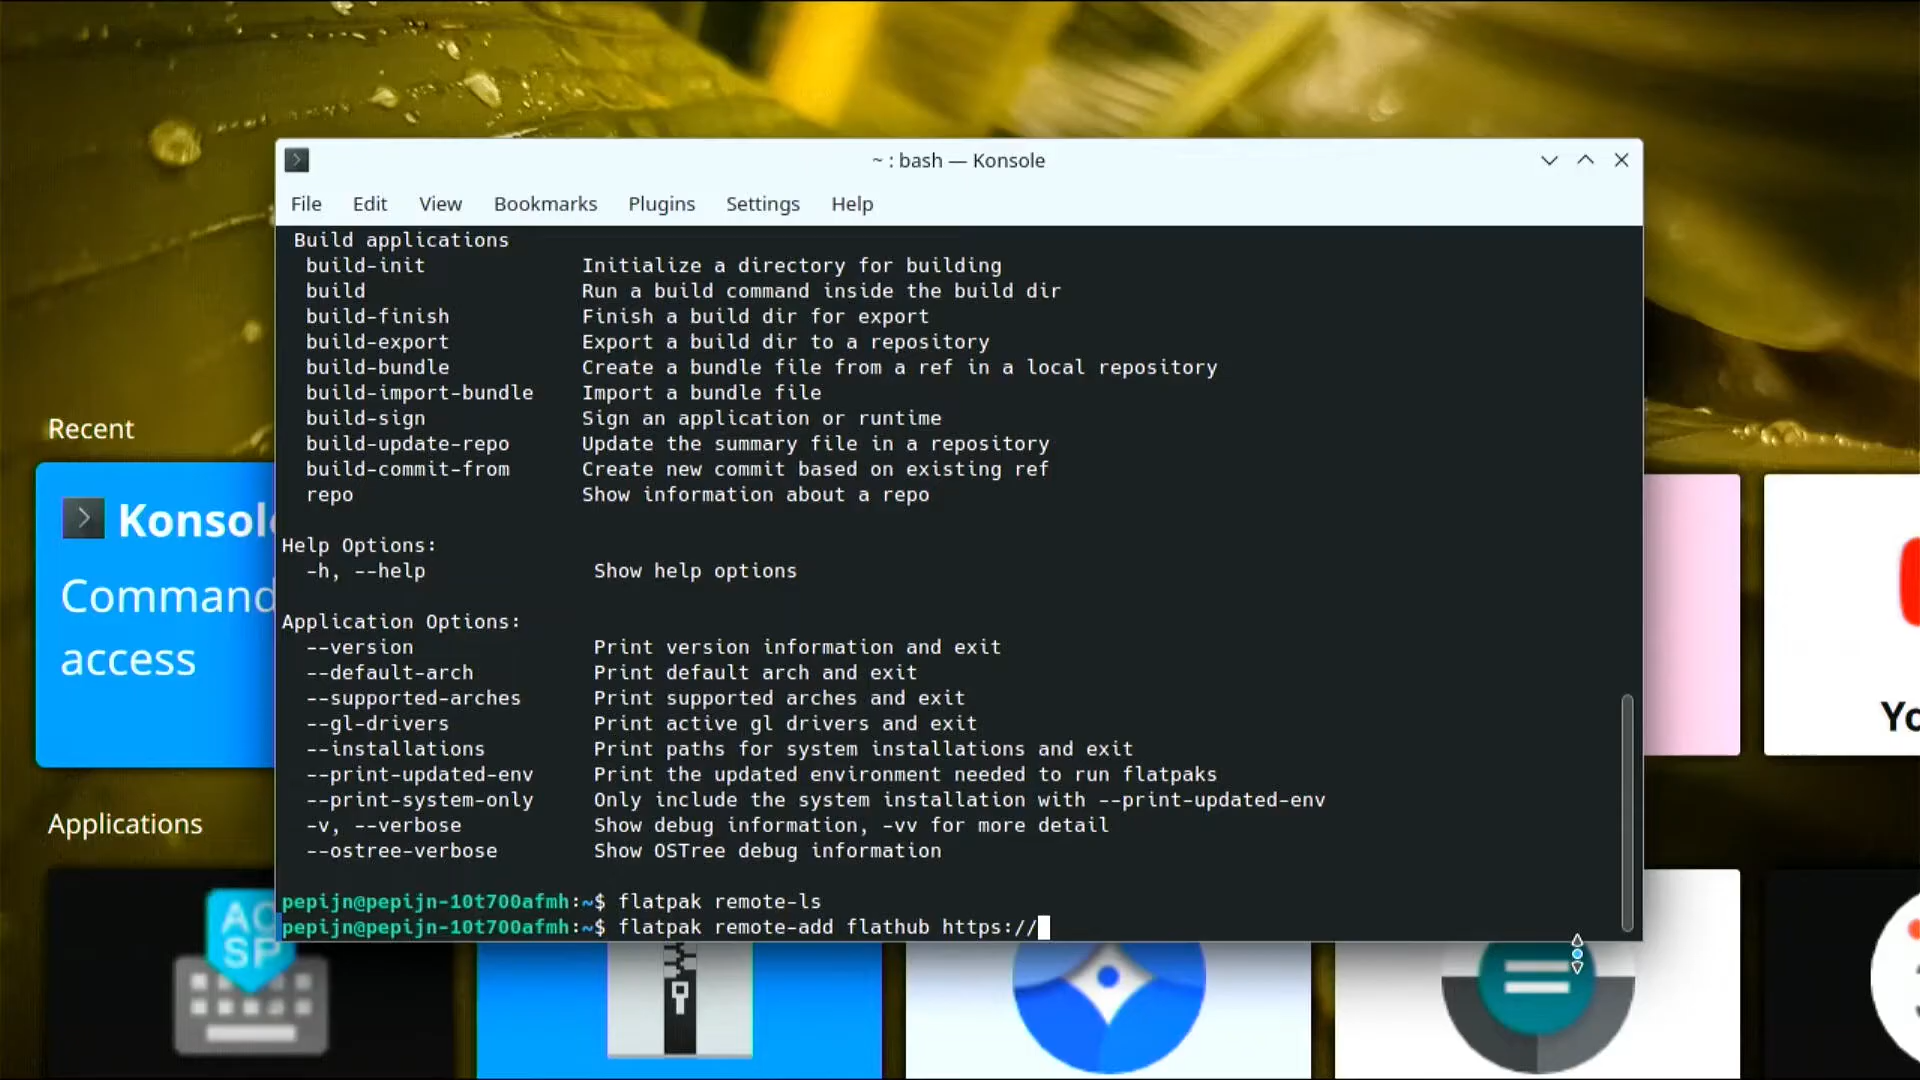 ~ : bash — Konsole
File Edit View Bookmarks Plugins Settings Help
Build applications
build-init Initialize a directory for building
build Run a build command inside the build dir
build-finish Finish a build dir for export
build-export Export a build dir to a repository
build-bundle Create a bundle file from a ref in a local repository
build-import-bundle Import a bundle file
build-sign Sign an application or runtime
build-update-repo Update the summary file in a repository
build-commit-from Create new commit based on existing ref
repo Show information about a repo
Help Options:
-h, --help Show help options
Application Options:
--version Print version information and exit
--default-arch Print default arch and exit
--supported-arches Print supported arches and exit
--gl-drivers Print active gl drivers and exit
--installations Print paths for system installations and exit
--print-updated-env Print the updated environment needed to run flatpaks
--print-system-only Only include the system installation with --print-updated-env
-v, --verbose Show debug information, -vv for more detail
--ostree-verbose Show OSTree debug information
pepijn@pepijn-10t700afmh:~$ flatpak remote-ls
pepijn@pepijn-10t700afmh:~$ flatpak remote-add flathub https://
Recent
Konsol
Command
access
Yo
Applications
AO
SP